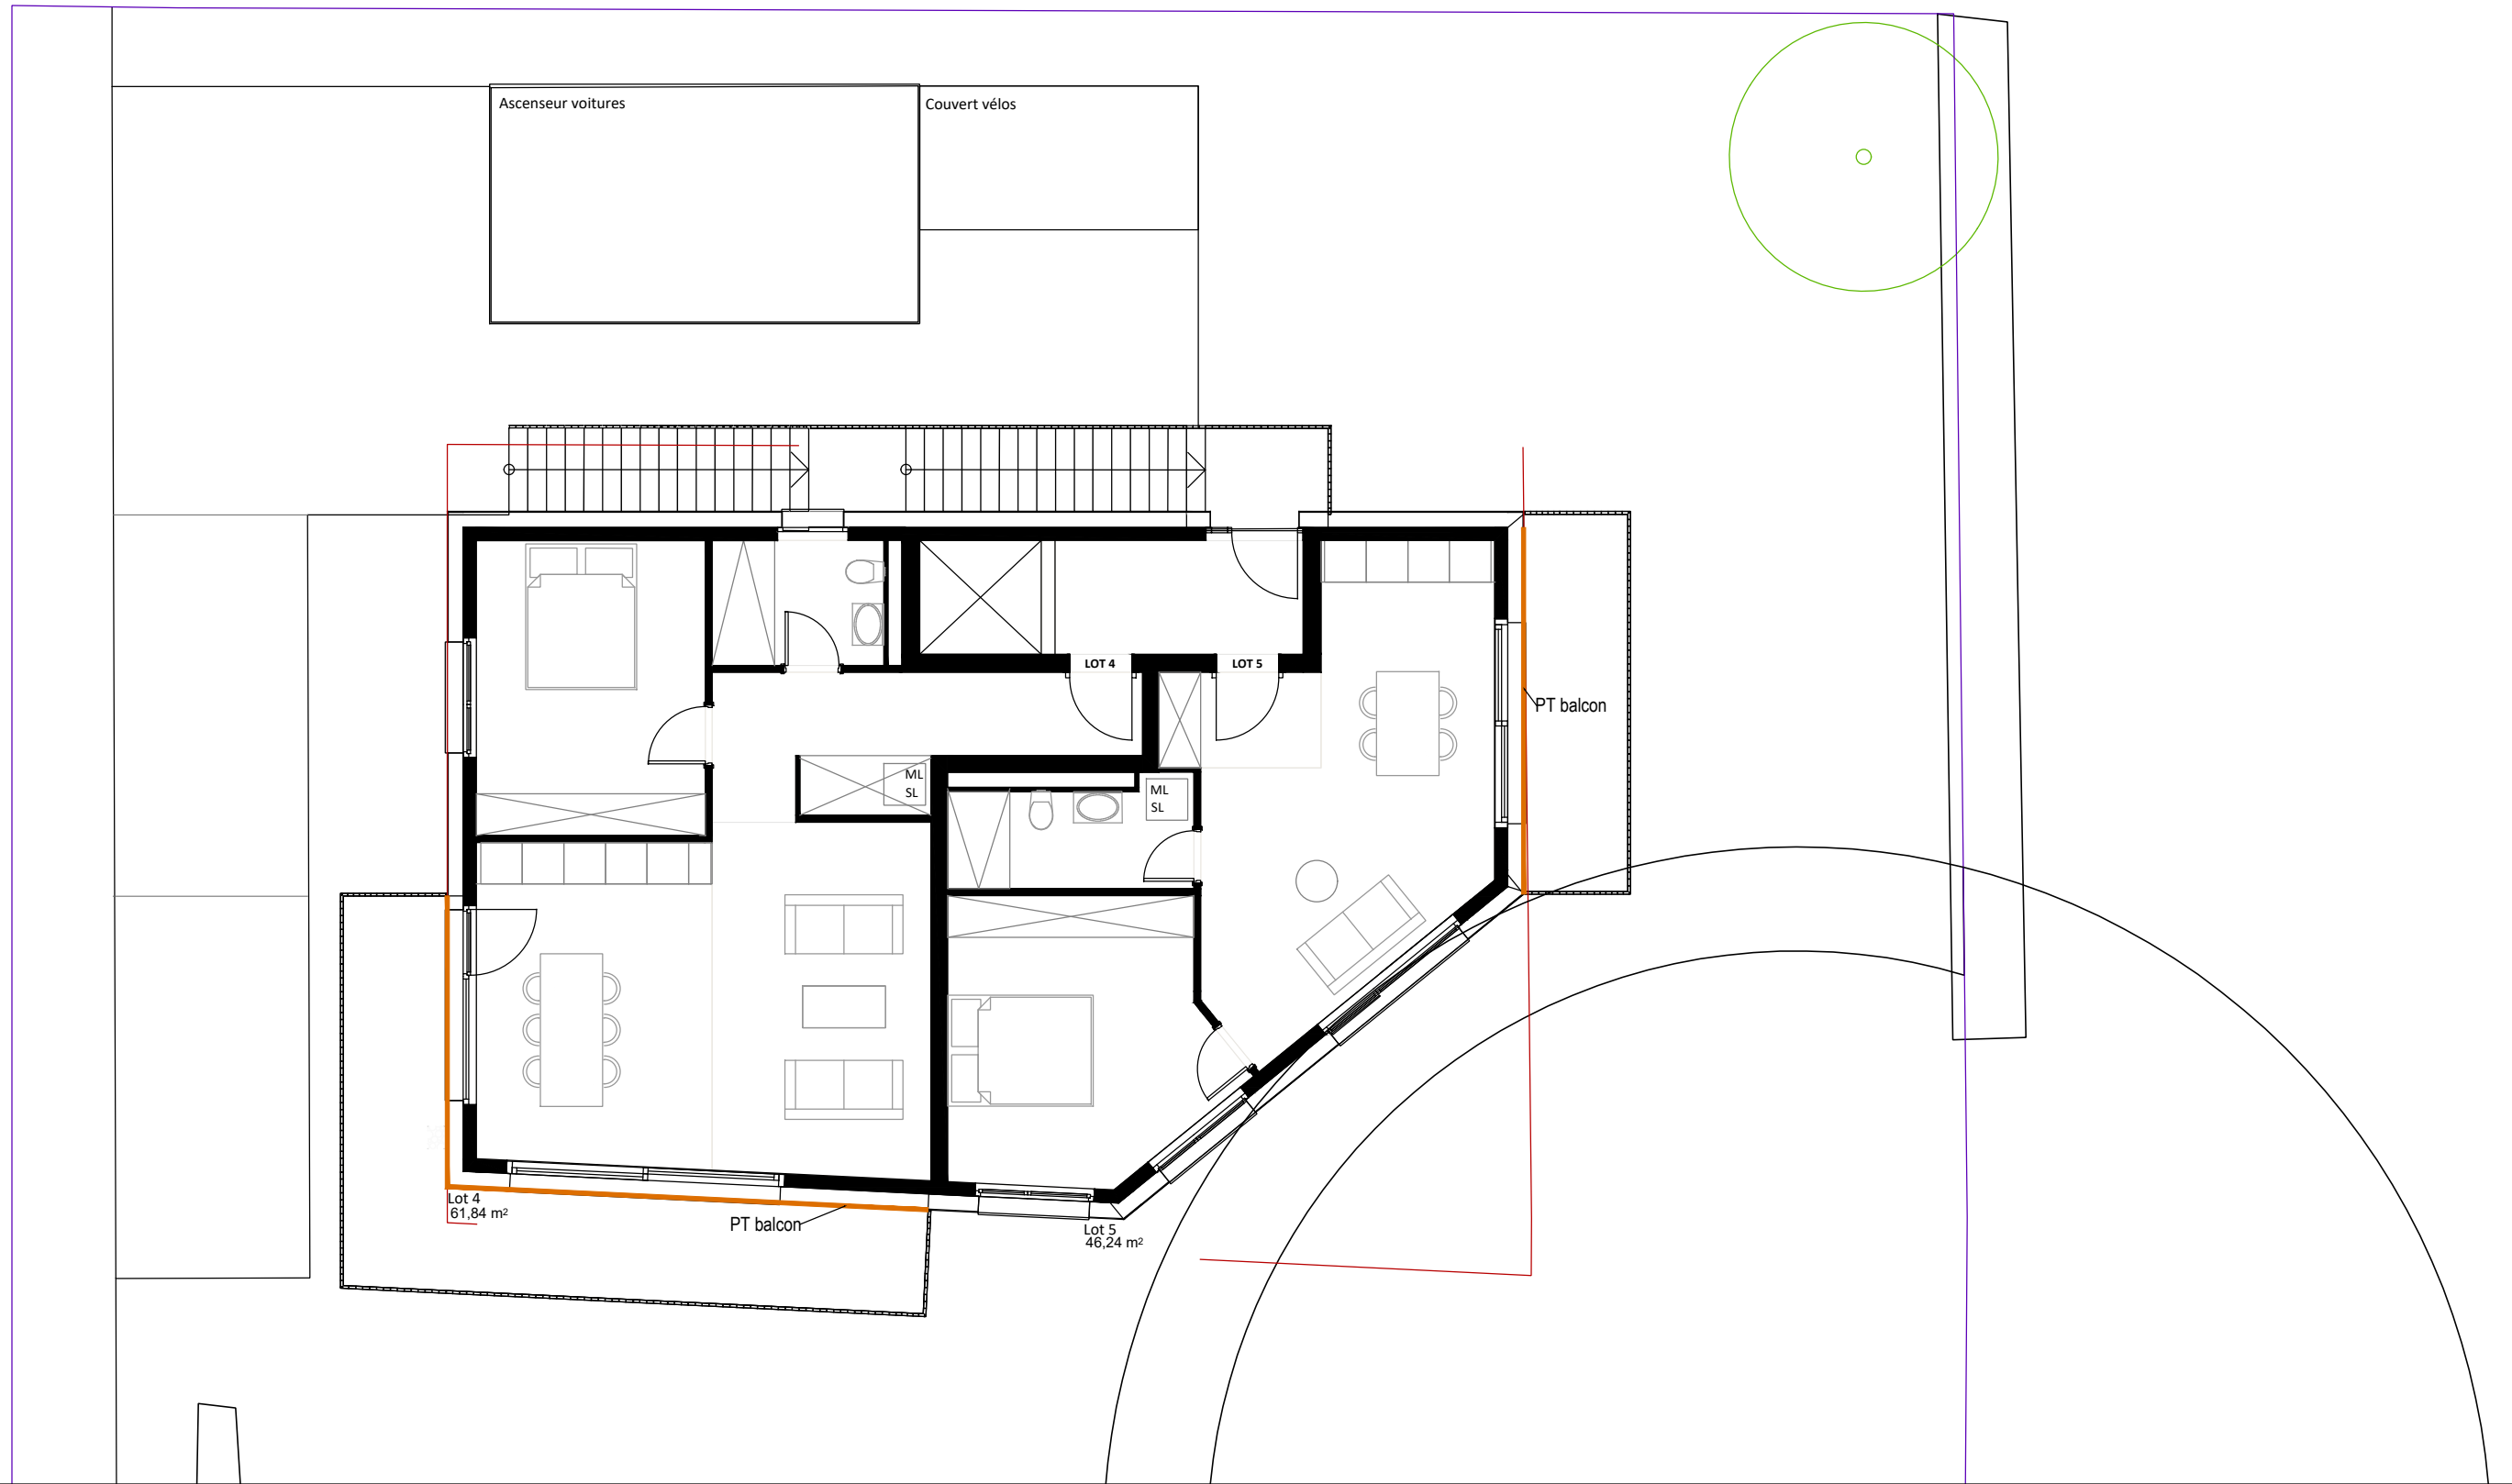 Ascenseur voitures
Couvert vélos
LOT 4
LOT 5
PT balcon
ML
SL
ML
SL
Lot 4
61,84 m²
PT balcon
Lot 5
46,24 m²